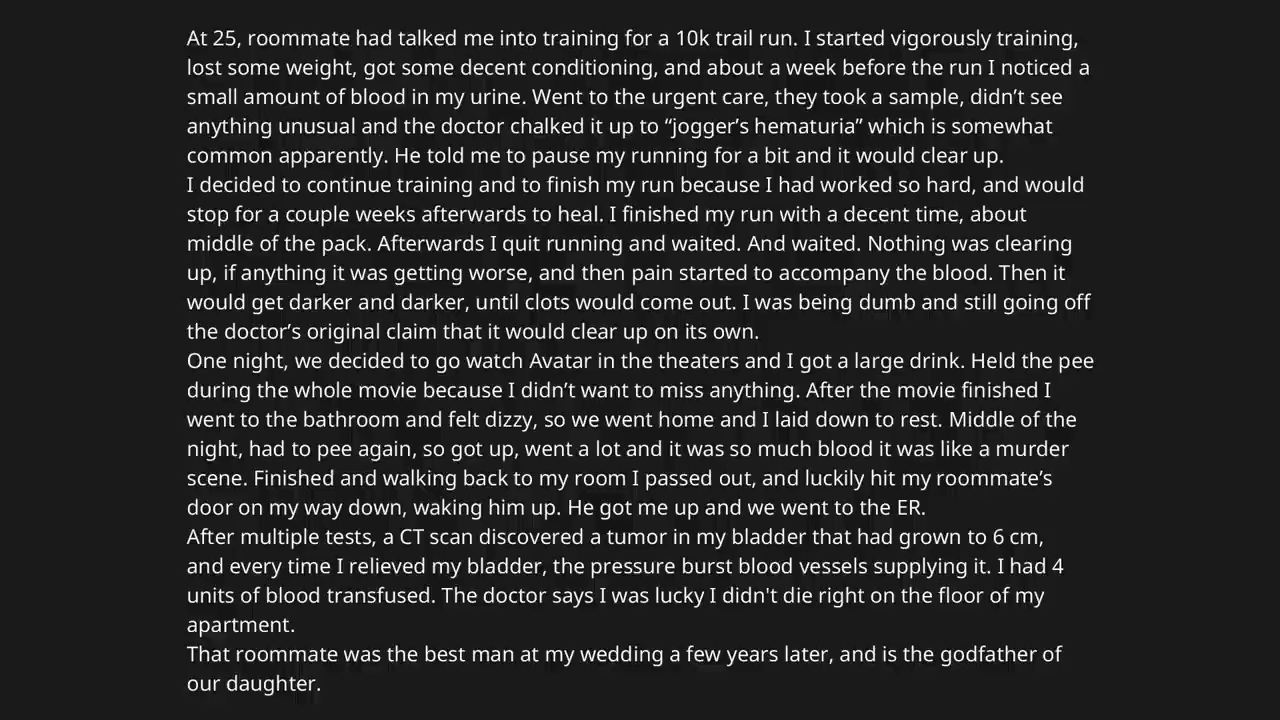 At 25, roommate had talked me into training for a 10k trail run. I started vigorously training,
lost some weight, got some decent conditioning, and about a week before the run I noticed a
small amount of blood in my urine. Went to the urgent care, they took a sample, didn’t see
anything unusual and the doctor chalked it up to “jogger’s hematuria” which is somewhat
common apparently. He told me to pause my running for a bit and it would clear up.
I decided to continue training and to finish my run because I had worked so hard, and would
stop for a couple weeks afterwards to heal. I finished my run with a decent time, about
middle of the pack. Afterwards I quit running and waited. And waited. Nothing was clearing
up, if anything it was getting worse, and then pain started to accompany the blood. Then it
would get darker and darker, until clots would come out. I was being dumb and still going off
the doctor’s original claim that it would clear up on its own.
One night, we decided to go watch Avatar in the theaters and I got a large drink. Held the pee
during the whole movie because I didn’t want to miss anything. After the movie finished I
went to the bathroom and felt dizzy, so we went home and I laid down to rest. Middle of the
night, had to pee again, so got up, went a lot and it was so much blood it was like a murder
scene. Finished and walking back to my room I passed out, and luckily hit my roommate’s
door on my way down, waking him up. He got me up and we went to the ER.
After multiple tests, a CT scan discovered a tumor in my bladder that had grown to 6 cm,
and every time I relieved my bladder, the pressure burst blood vessels supplying it. I had 4
units of blood transfused. The doctor says I was lucky I didn't die right on the floor of my
apartment.
That roommate was the best man at my wedding a few years later, and is the godfather of
our daughter.